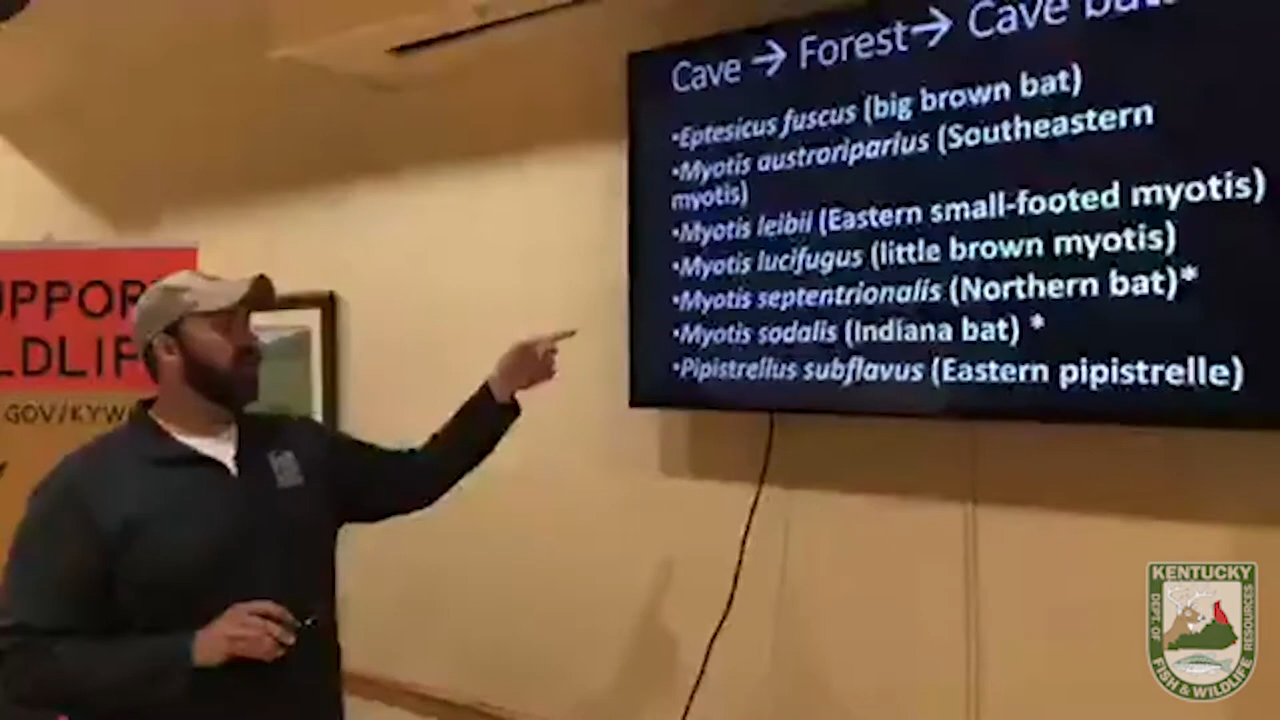 Cave → Forest→ Cave bats
•Eptesicus fuscus (big brown bat)
•Myotis austroriparius (Southeastern
myotis)
•Myotis leibii (Eastern small-footed myotis)
•Myotis lucifugus (little brown myotis)
•Myotis septentrionalis (Northern bat)*
•Myotis sodalis (Indiana bat) *
•Pipistrellus subflavus (Eastern pipistrelle)
UPPOR
LDLIF
GOV/KYW
KENTUCKY
DEPT. OF
FISH & WILDLIFE
RESOURCES